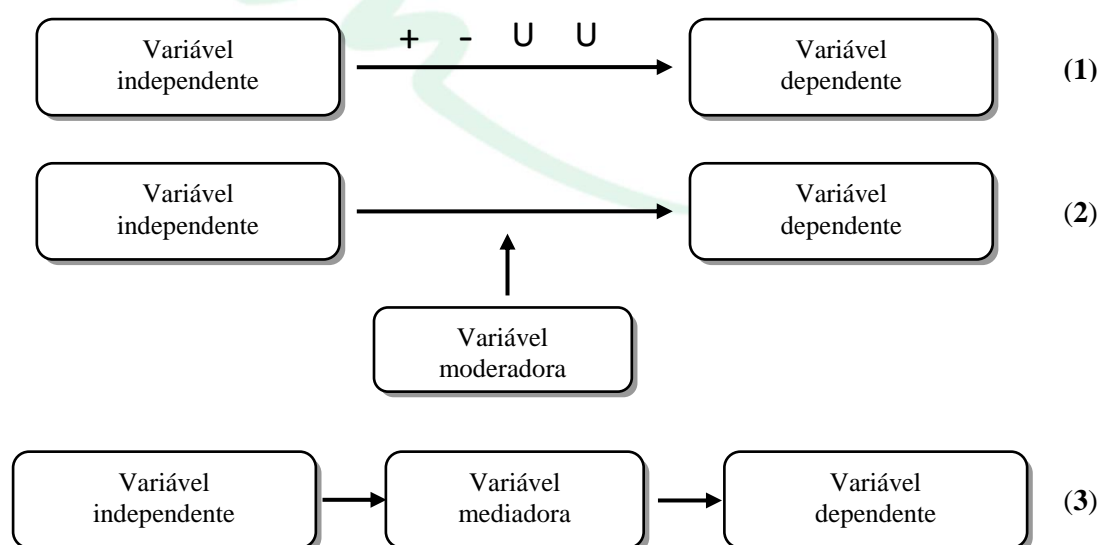 + - U U
Variável
independente
Variável
dependente
(1)
Variável
independente
Variável
dependente
(2)
Variável
moderadora
Variável
independente
Variável
mediadora
Variável
dependente
(3)